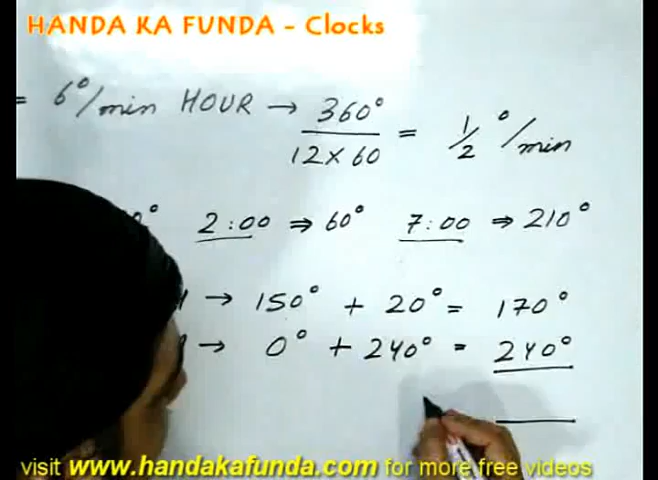 HANDA KA FUNDA - Clocks
= 6°/min HOUR → 360° / 12 × 60 = 1/2 °/min
0° 2:00 ⇒ 60° 7:00 ⇒ 210°
→ 150° + 20° = 170°
→ 0° + 240° = 240°
visit www.handakafunda.com for more free videos